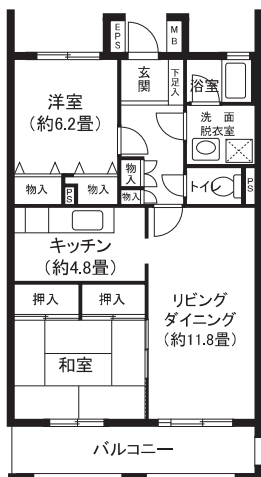 EPS
MB
玄関
下足入
浴室
洋室
(約6.2畳)
洗面
脱衣室
物入
物入
PS
物入
物入
トイレ
PS
キッチン
(約4.8畳)
押入
押入
リビング
ダイニング
(約11.8畳)
和室
バルコニー